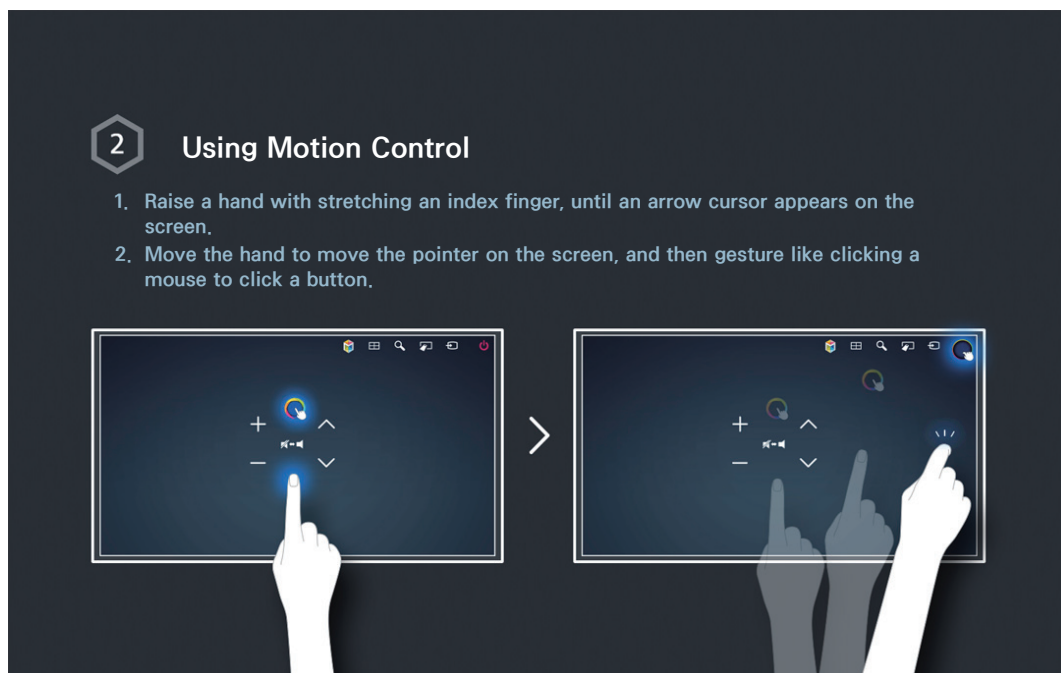 2
Using Motion Control
1. Raise a hand with stretching an index finger, until an arrow cursor appears on the
screen.
2. Move the hand to move the pointer on the screen, and then gesture like clicking a
mouse to click a button.